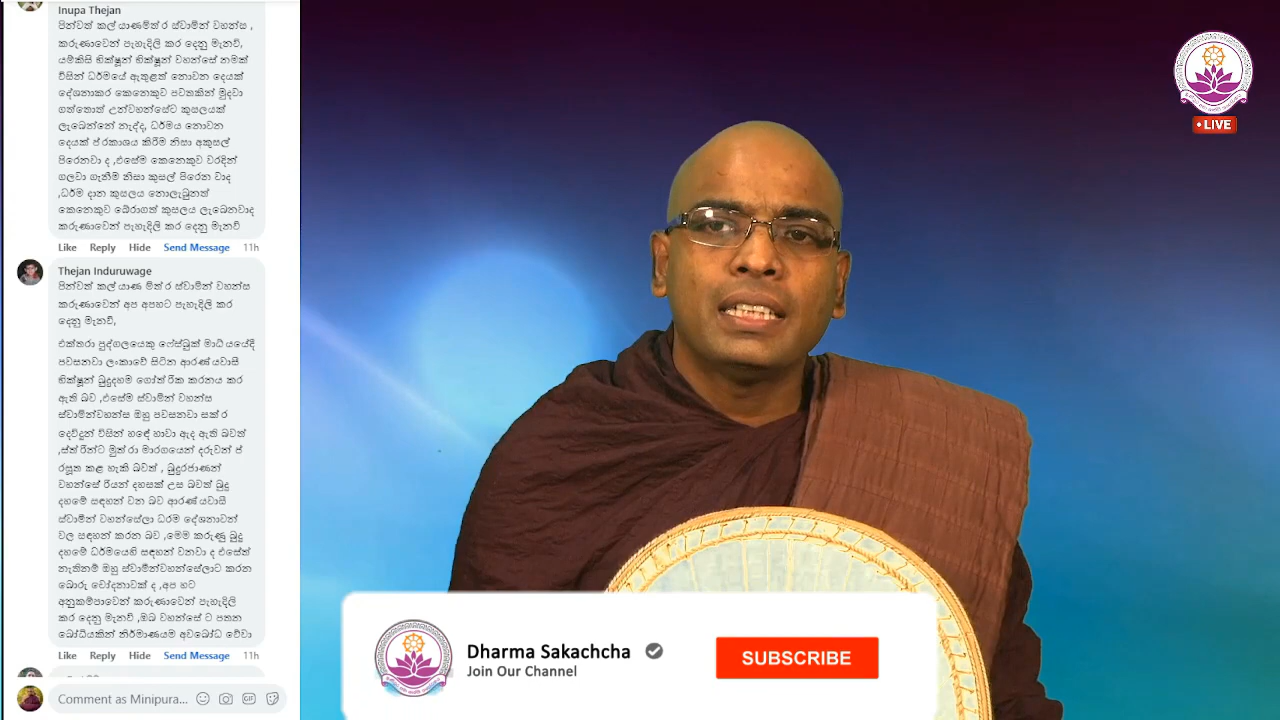 Inupa Thejan
පින්වත් කල් යාණමිත් ර ස්වාමින් වහන්ස ,
කරුණාවෙන් පැහැදිලි කර දෙනු මැනවි,
යම්කිසි භික්ෂූන් භික්ෂූන් වහන්සේ නමක්
විසින් ධර්මයේ ඇතුළත් නොවන දෙයක්
දේශනාකර කෙනෙකුව පවතකින් මුදවා
ගත්තොත් උන්වහන්සේට කුසලයක්
ලැබෙන්නේ නැද්ද, ධර්මය නොවන
දෙයක් ප් රකාශය කිරීම නිසා අකුසල්
පිරෙනවා ද ,එසේම කෙනෙකුව වරඳින්
ගලවා ගැනීම නිසා කුසල් පිරෙන වාද
,ධර්ම දාන කුසලය නොලැබුනත්
කෙනෙකුව බේරාගත් කුසලය ලැබෙනවාද
කරුණාවෙන් පැහැදිලි කර දෙනු මැනවි
Like Reply Hide Send Message 11h
Thejan Induruwage
පින්වත් කල් යාණ මිත් ර ස්වාමින් වහන්ස
කරුණාවෙන් අප අපහට පැහැදිලි කර
දෙනු මැනවි,
එක්තරා පුද්ගලයෙකු ෆේස්බුක් මාධ් යයේදී
පවසනවා ලංකාවේ සිටින ආරණ් යවාසී
භික්ෂූන් බුදුදහම ගෝත් රික කරනය කර
ඇති බව ,එසේම ස්වාමින් වහන්ස
ස්වාමින්වහන්ස ඔහු පවසනවා සක් ර
දෙවිඳුන් විසින් හඳේ හාවා ඇද ඇති බවත්
,ස්ත් රීන්ට මුත් රා මාර්ගයෙන් දරුවන් ප්
රසූත කළ හැකි බවත් , බුදුරජාණන්
වහන්සේ රියන් දහසක් උස බවත් බුදු
දහමේ සඳහන් වන බව ආරණ් යවාසී
ස්වාමින් වහන්සේලා ධර්ම දේශනාවන්
වල සඳහන් කරන බව ,මෙම කරුණු බුදු
දහමේ ධර්මයෙහි සඳහන් වනවා ද එසේත්
නැතිනම් ඔහු ස්වාමින්වහන්සේලාට කරන
බොරු චෝදනාවක් ද ,අප හට
අනුකම්පාවෙන් කරුණාවෙන් පැහැදිලි
කර දෙනු මැනවි ,ඔබ වහන්සේ ට පතන
බෝධියකින් නිර්මාණයම අවබෝධ වේවා
Like Reply Hide Send Message 11h
Comment as Minipura...
GIF
• LIVE
Dharma Sakachcha
Join Our Channel
SUBSCRIBE